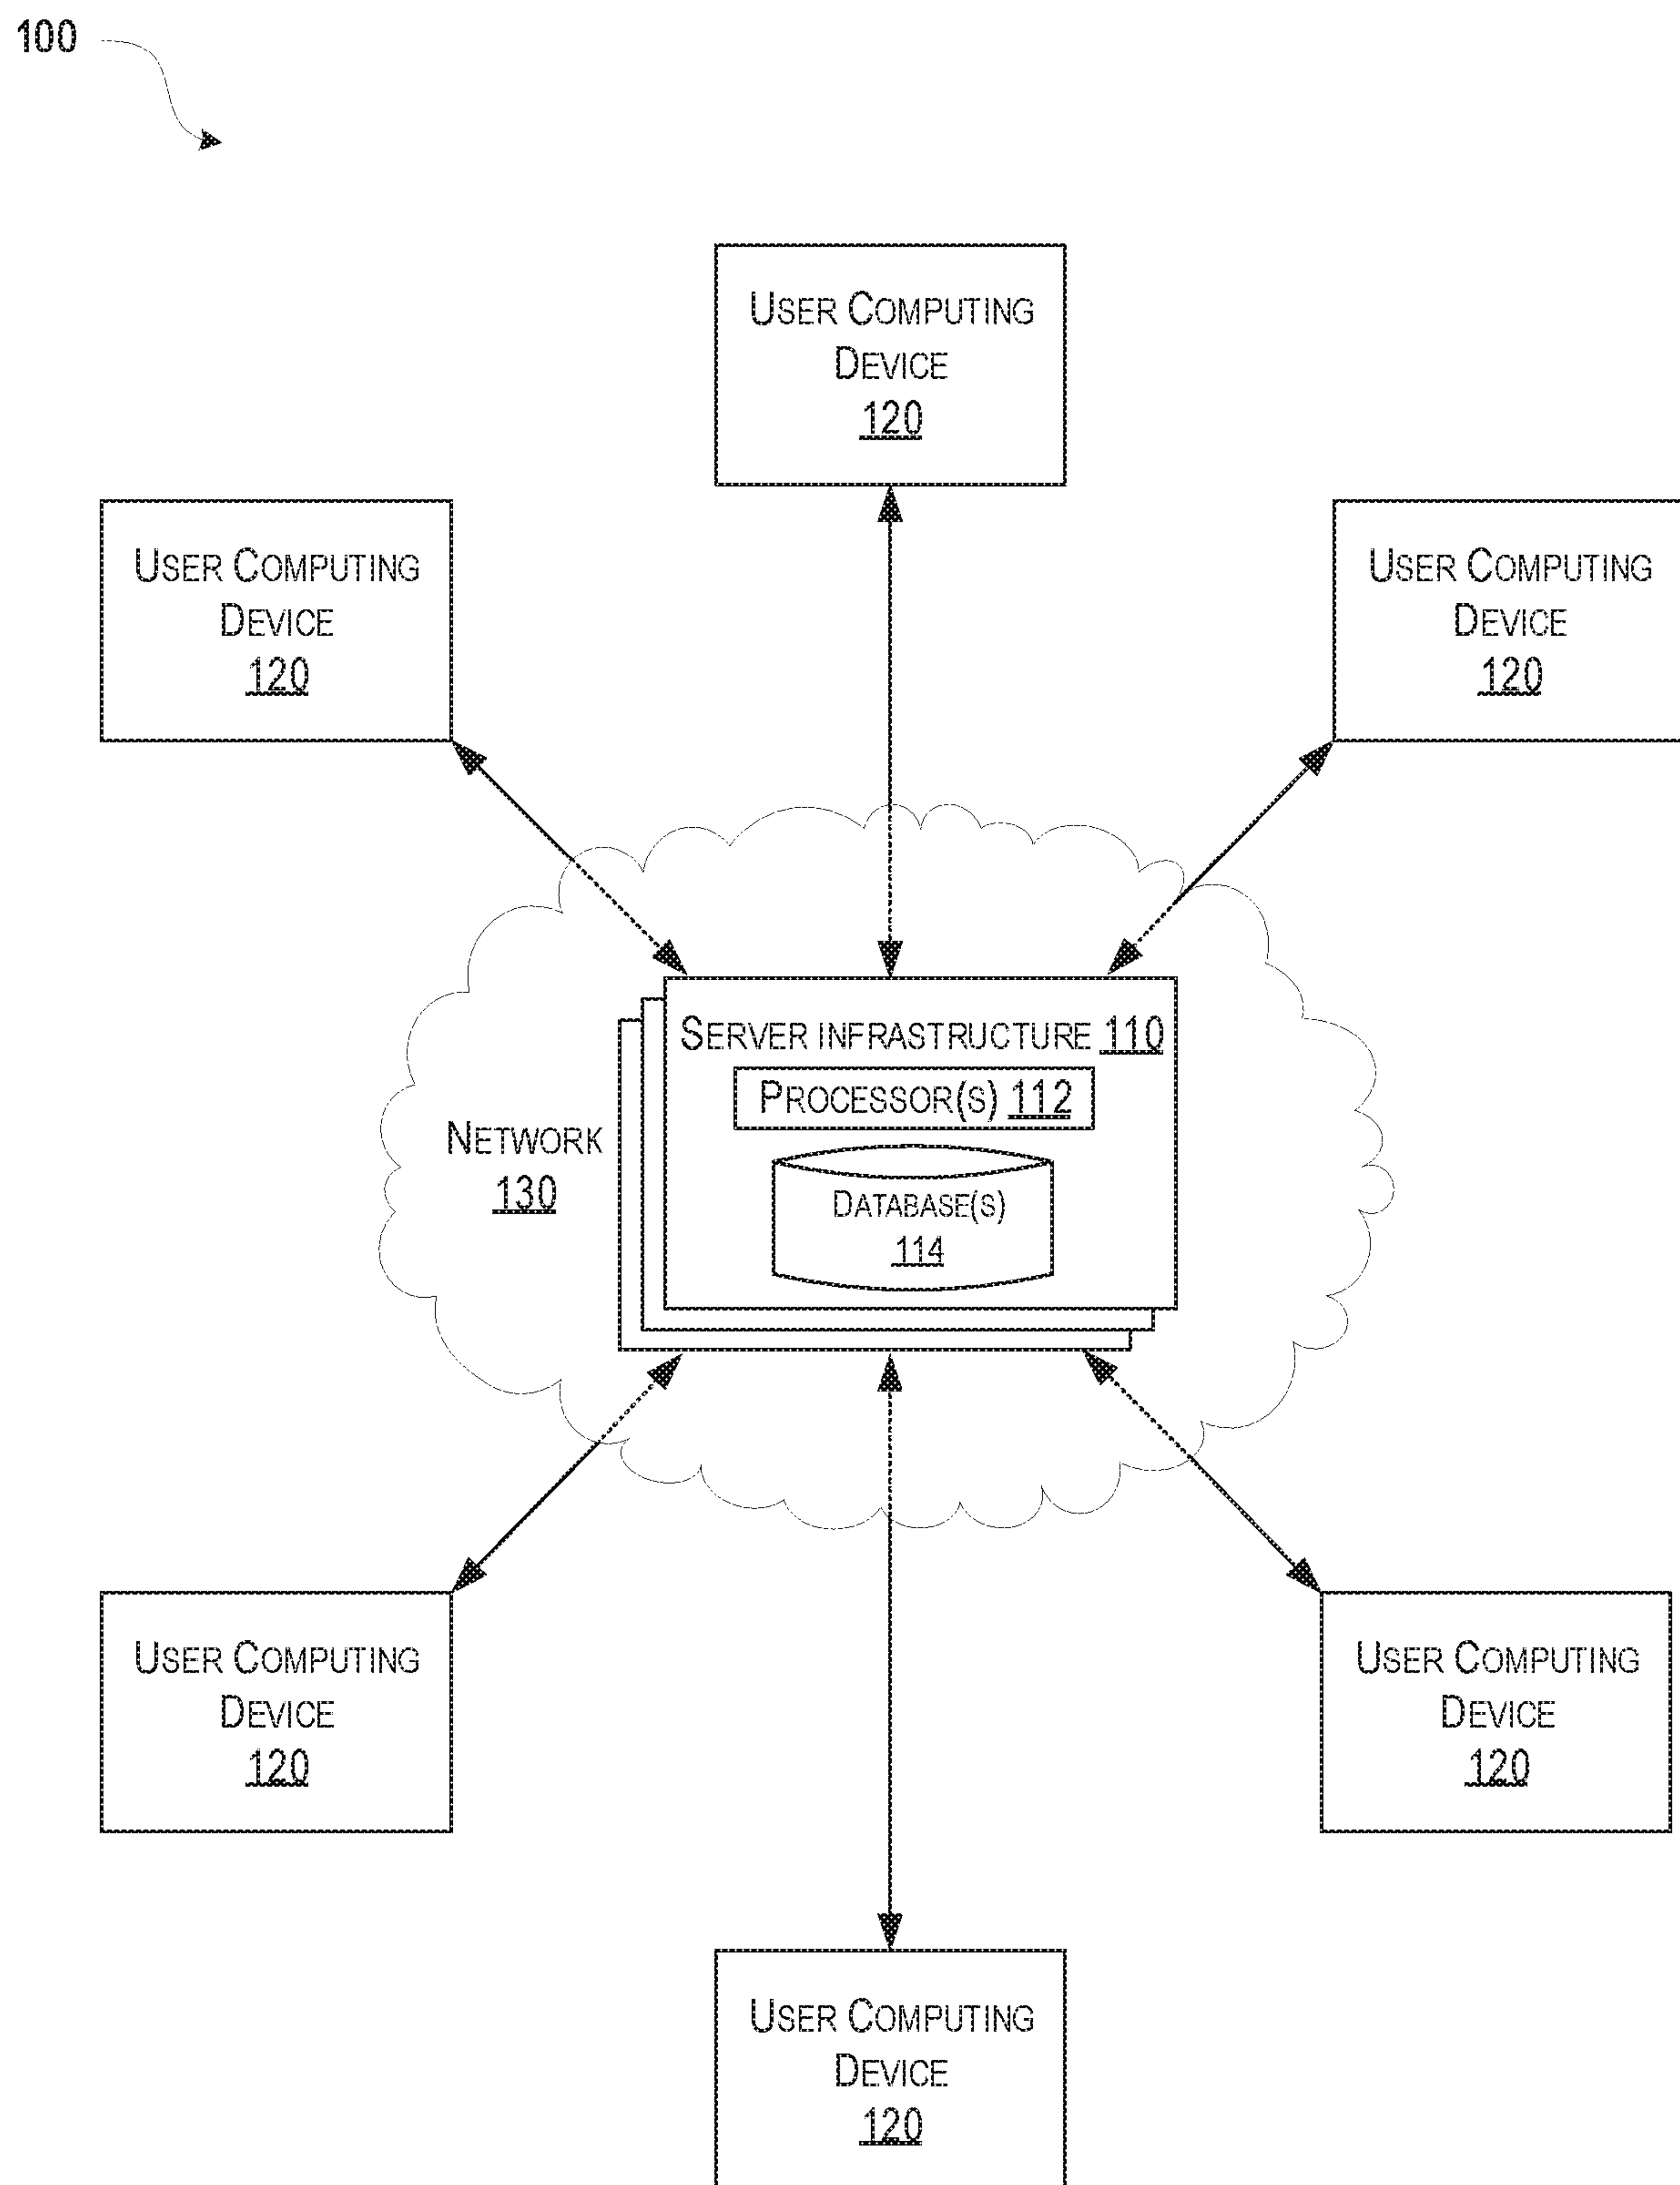 100
User Computing
Device
120
User Computing
Device
120
User Computing
Device
120
Server infrastructure 110
Processor(s) 112
Network
130
Database(s)
114
User Computing
Device
120
User Computing
Device
120
User Computing
Device
120